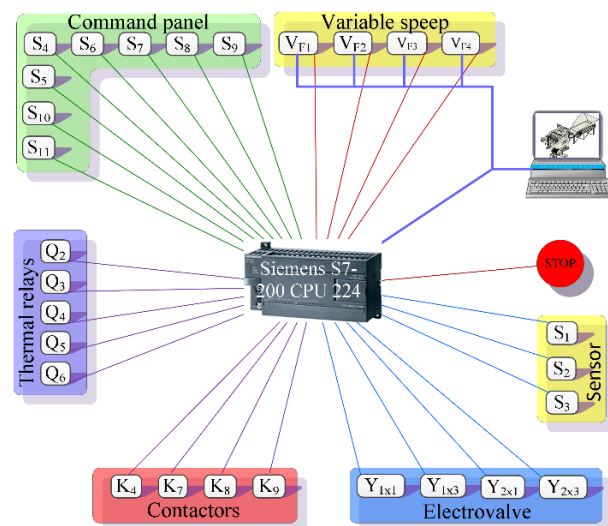 Command panel
S4 S6 S7 S8 S9
S5
S10
S11
Variable speep
VF1 VF2 VF3 VF4
Siemens S7-
200 CPU 224
STOP
Thermal relays
Q2
Q3
Q4
Q5
Q6
S1
S2
S3
Sensor
K4 K7 K8 K9
Contactors
Y1x1 Y1x3 Y2x1 Y2x3
Electrovalve